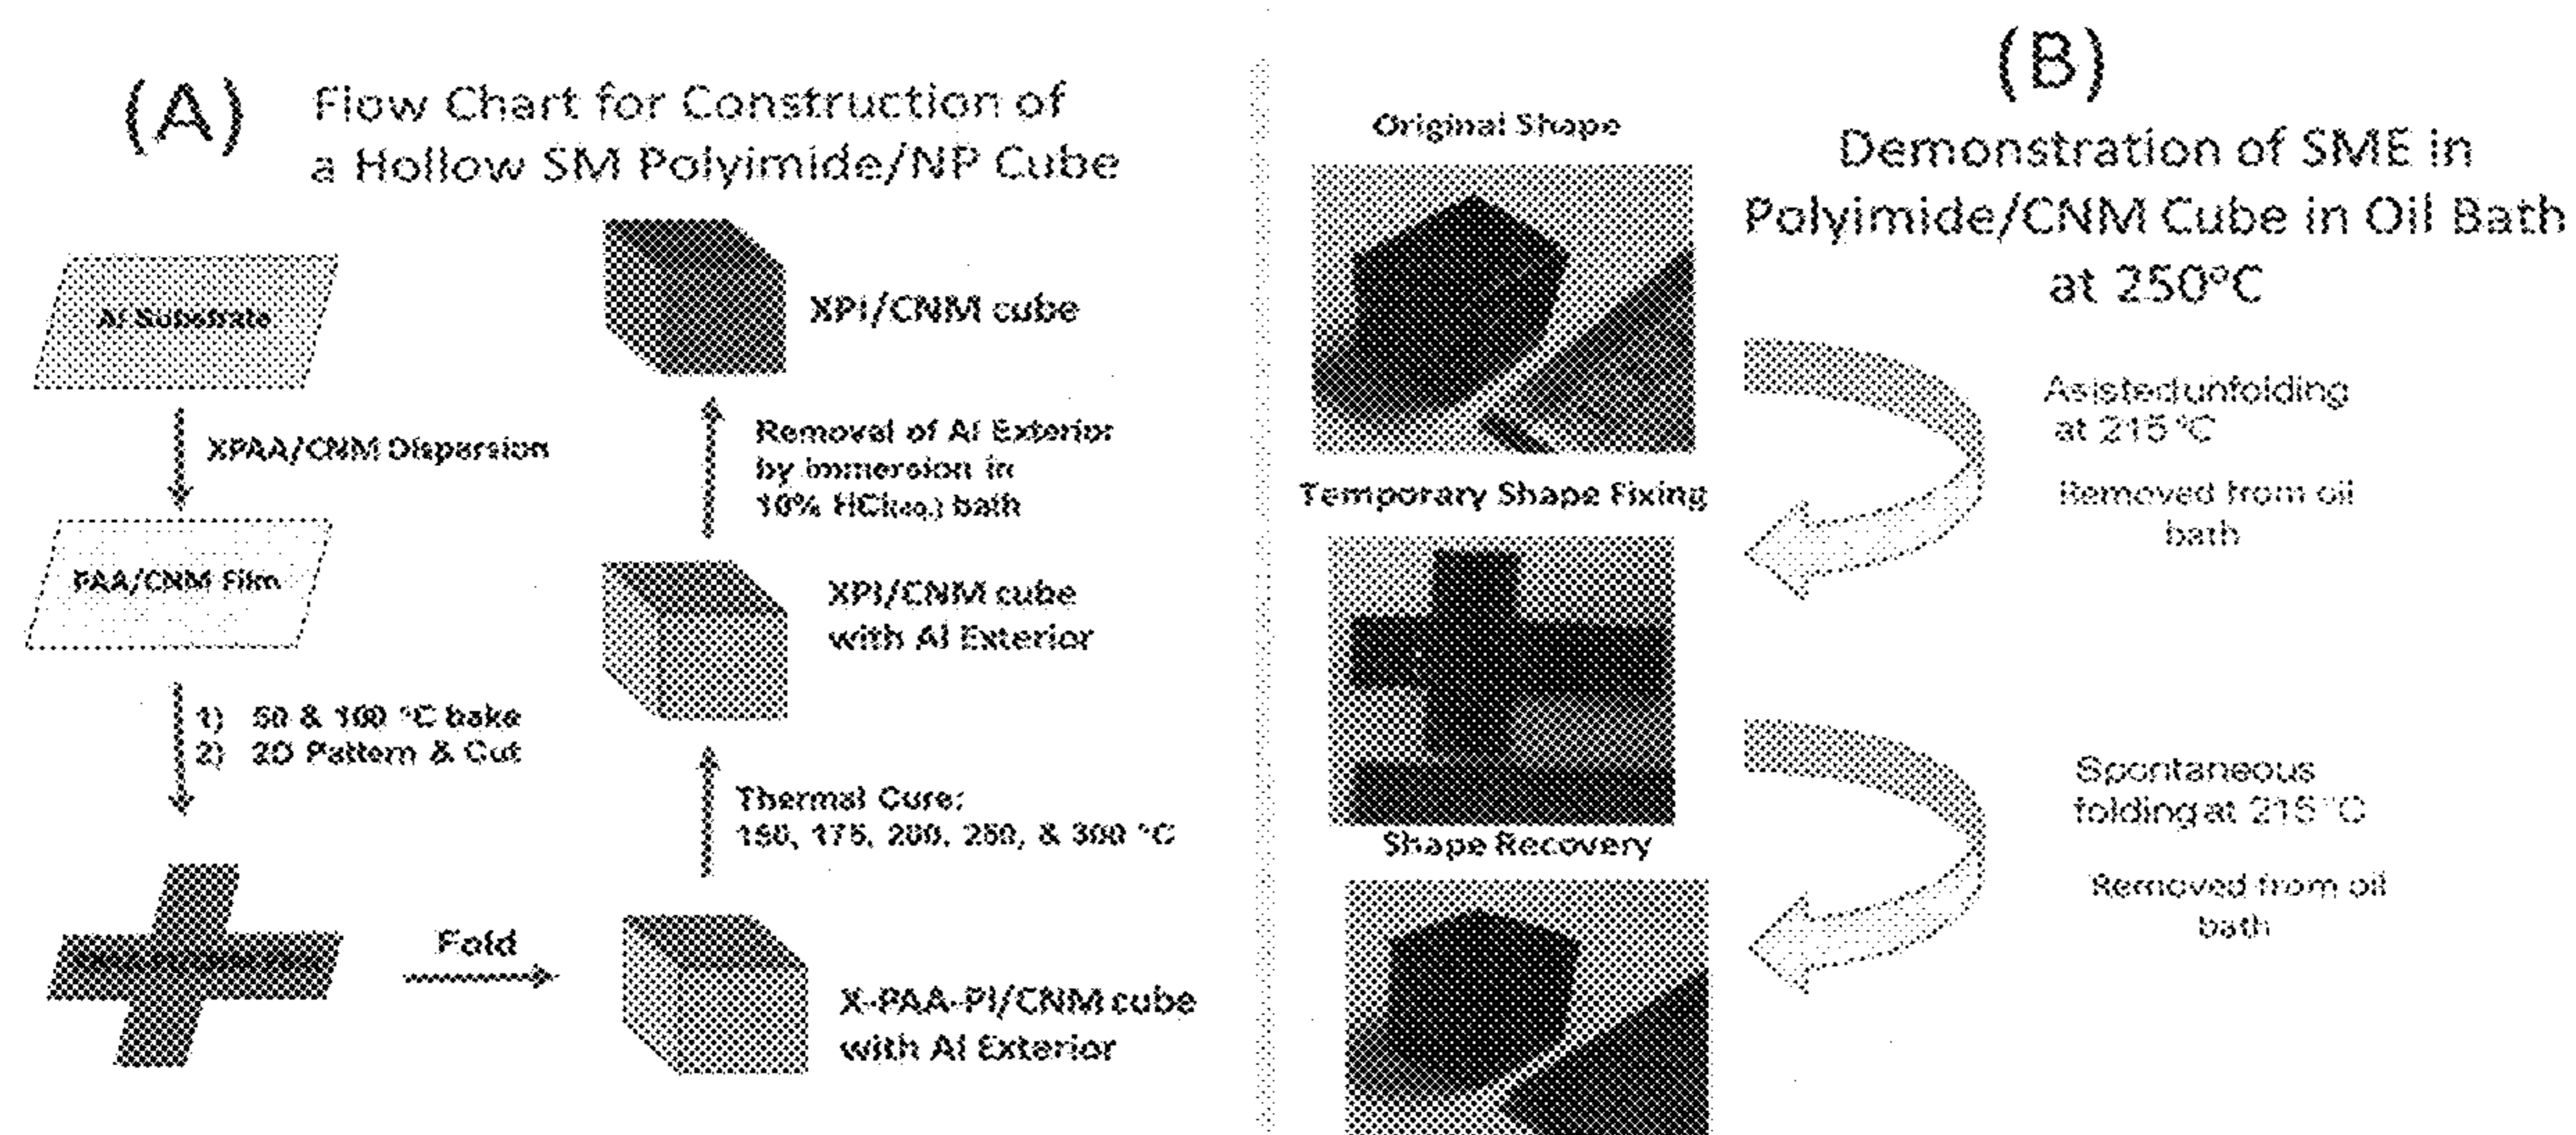 (A)
Flow Chart for Construction of
a Hollow SM Polyimide/NP Cube
Al Substrate
XPAA/CNM Dispersion
PAA/CNM Film
1) 50 & 100 °C bake
2) 2D Pattern & Cut
Fold
X-PAA-PI/CNM cube
with Al Exterior
Thermal Cure:
150, 175, 200, 250, & 300 °C
XPI/CNM cube
with Al Exterior
Removal of Al Exterior
by immersion in
10% HCl(aq.) bath
XPI/CNM cube
(B)
Demonstration of SME in
Polyimide/CNM Cube in Oil Bath
at 250°C
Original Shape
Asisted unfolding
at 215 °C
Removed from oil
bath
Temporary Shape Fixing
Spontaneous
folding at 215 °C
Removed from oil
bath
Shape Recovery